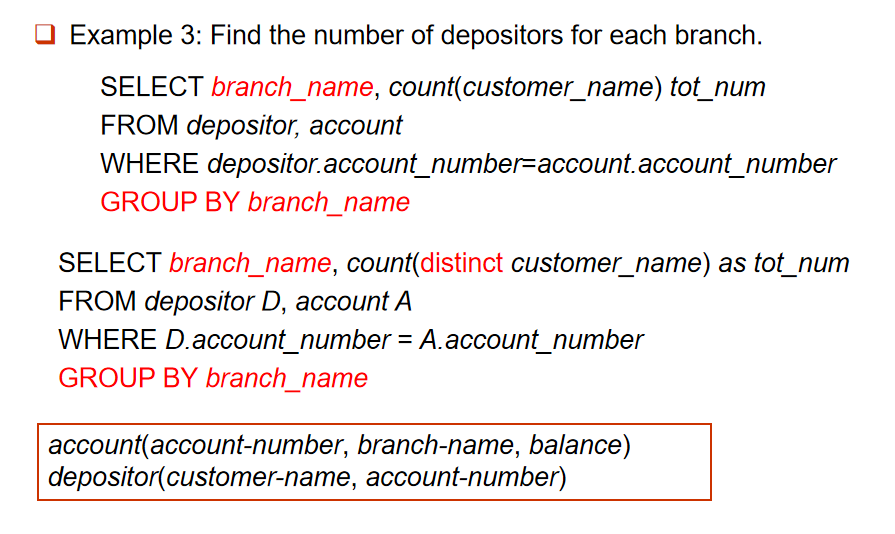 Example 3: Find the number of depositors for each branch.
SELECT branch_name, count(customer_name) tot_num
FROM depositor, account
WHERE depositor.account_number=account.account_number
GROUP BY branch_name
SELECT branch_name, count(distinct customer_name) as tot_num
FROM depositor D, account A
WHERE D.account_number = A.account_number
GROUP BY branch_name
account(account-number, branch-name, balance)
depositor(customer-name, account-number)